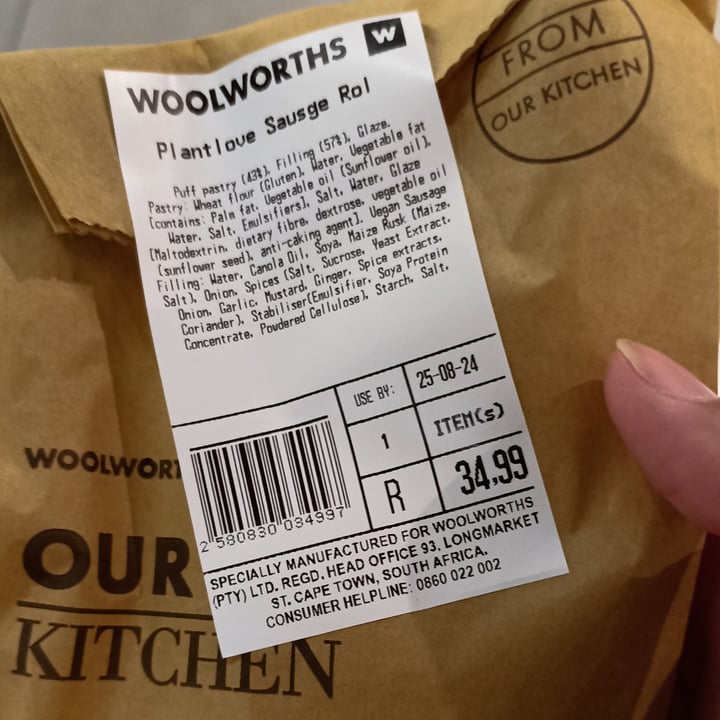 WOOLWORTHS W
Plantlove Sausge Rol
Puff pastry (43%), Filling (57%), Glaze.
Pastry: Wheat flour (Gluten), Water, Vegetable fat
(contains: Palm fat, Vegetable oil (Sunflower oil),
Water, Salt, Emulsifiers), Salt, Water, Glaze
(Maltodextrin, dietary fibre, dextrose, vegetable oil
(sunflower seed), anti-caking agent). Vegan Sausage
Filling: Water, Canola Oil, Soya, Maize Rusk (Maize,
Salt), Onion, Spices (Salt, Sucrose, Yeast Extract,
Onion, Garlic, Mustard, Ginger, Spice extracts,
Coriander), Stabiliser(Emulsifier, Soya Protein
Concentrate, Powdered Cellulose), Starch, Salt.
USE BY: 25-08-24
1 ITEM(s)
R 34.99
2 580830 034997
SPECIALLY MANUFACTURED FOR WOOLWORTHS
(PTY) LTD. REGD. HEAD OFFICE 93, LONGMARKET
ST. CAPE TOWN, SOUTH AFRICA.
CONSUMER HELPLINE: 0860 022 002
FROM
OUR KITCHEN
WOOLWORT
OUR
KITCHEN